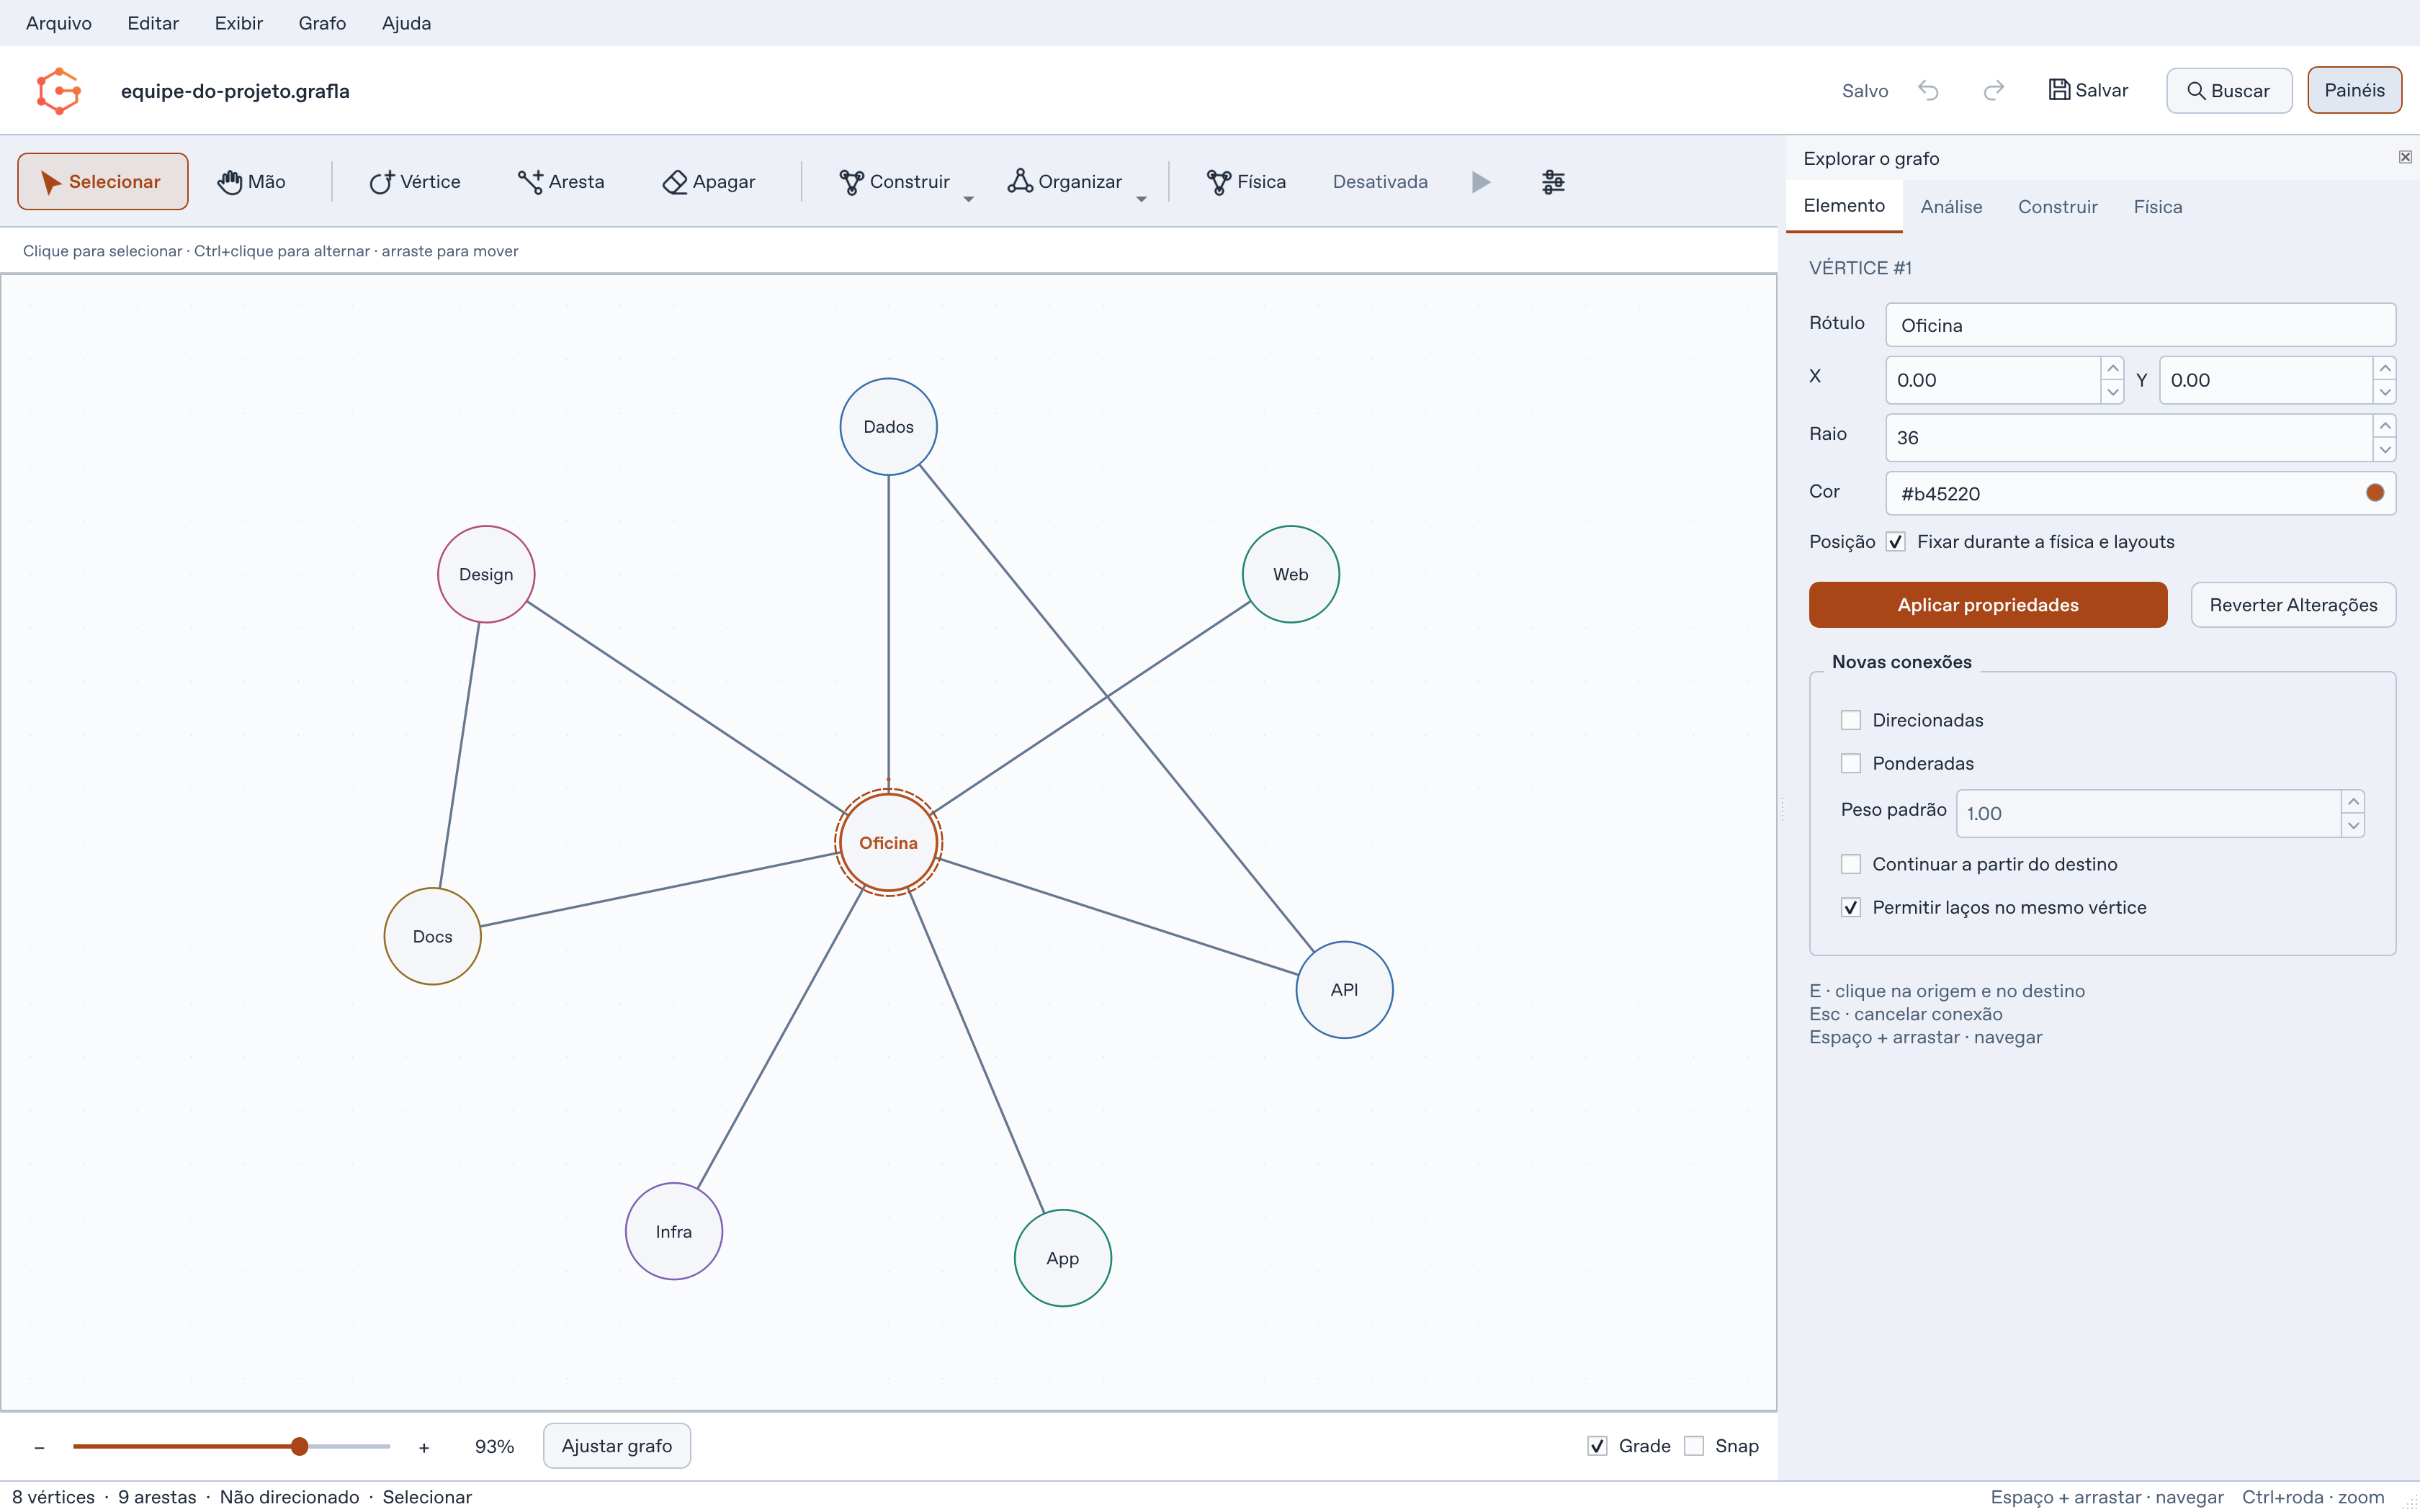 Arquivo Editar Exibir Grafo Ajuda
equipe-do-projeto.grafla
Salvo Salvar Buscar Painéis
Selecionar Mão Vértice Aresta Apagar Construir Organizar Física Desativada
Clique para selecionar · Ctrl+clique para alternar · arraste para mover
Dados
Design
Web
Oficina
Docs
API
Infra
App
Explorar o grafo
Elemento Análise Construir Física
VÉRTICE #1
Rótulo Oficina
X 0.00 Y 0.00
Raio 36
Cor #b45220
Posição Fixar durante a física e layouts
Aplicar propriedades Reverter Alterações
Novas conexões
Direcionadas
Ponderadas
Peso padrão 1.00
Continuar a partir do destino
Permitir laços no mesmo vértice
E · clique na origem e no destino
Esc · cancelar conexão
Espaço + arrastar · navegar
− + 93% Ajustar grafo Grade Snap
8 vértices · 9 arestas · Não direcionado · Selecionar
Espaço + arrastar · navegar Ctrl+roda · zoom